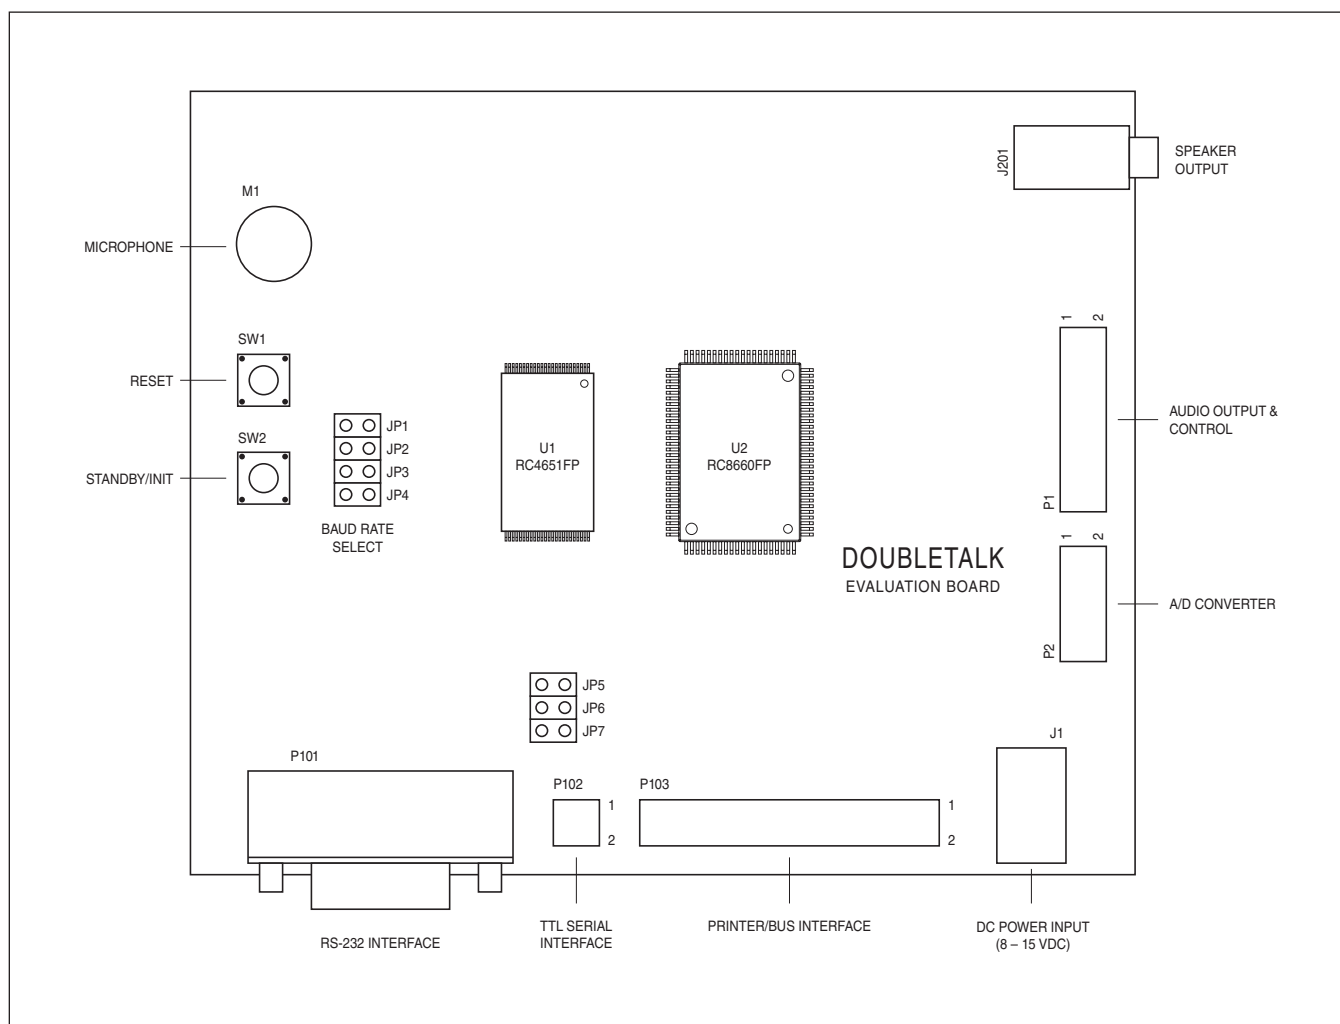 J201
SPEAKER
OUTPUT
M1
MICROPHONE
SW1
RESET
SW2
STANDBY/INIT
JP1
JP2
JP3
JP4
BAUD RATE
SELECT
U1
RC4651FP
U2
RC8660FP
1
2
AUDIO OUTPUT &
CONTROL
P1
DOUBLETALK
EVALUATION BOARD
1
2
A/D CONVERTER
P2
JP5
JP6
JP7
J1
P101
P102
1
2
P103
1
2
RS-232 INTERFACE
TTL SERIAL
INTERFACE
PRINTER/BUS INTERFACE
DC POWER INPUT
(8 – 15 VDC)